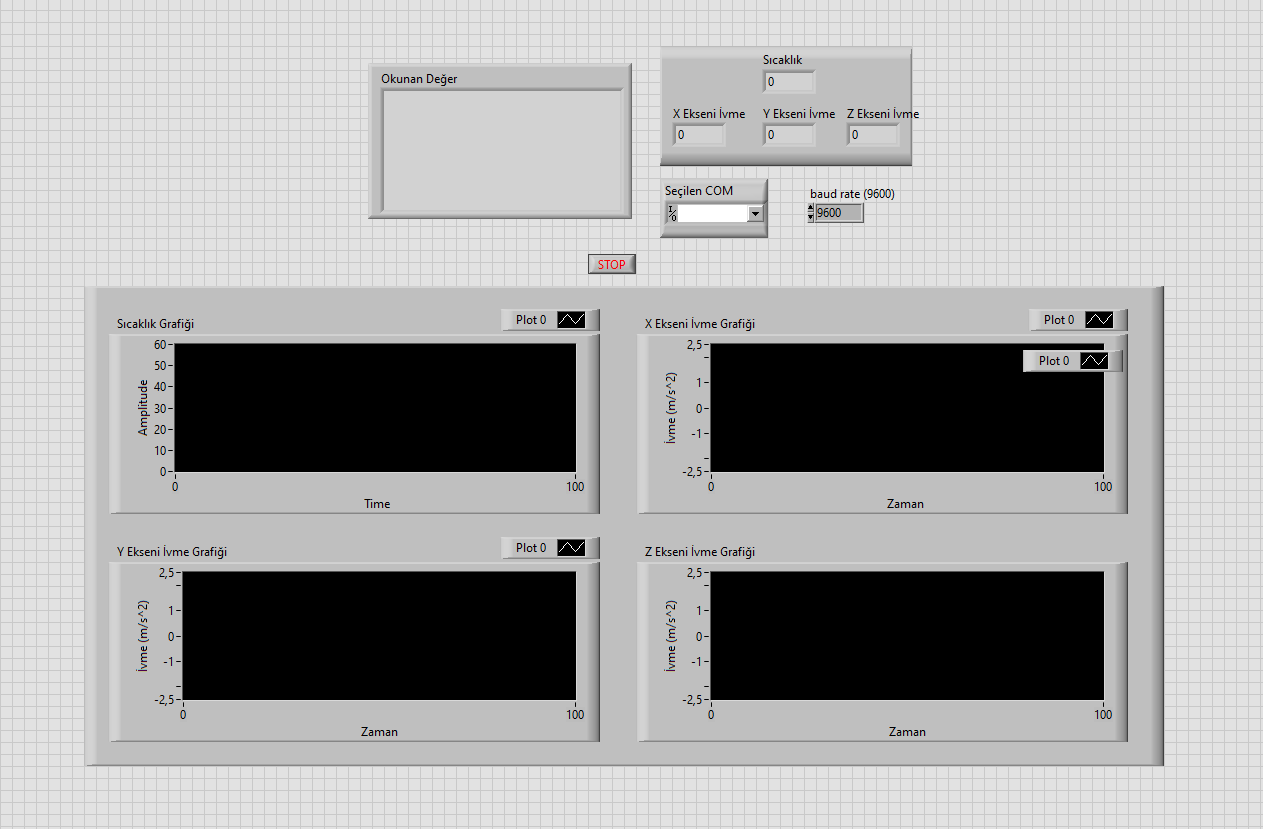 Okunan Değer
Sıcaklık
0
X Ekseni İvme Y Ekseni İvme Z Ekseni İvme
0 0 0
Seçilen COM
I/O
baud rate (9600)
9600
STOP
Sıcaklık Grafiği
Plot 0
60
50
40
30
20
10
0
Amplitude
0 100
Time
X Ekseni İvme Grafiği
Plot 0
Plot 0
2,5
1
0
-1
-2,5
İvme (m/s^2)
0 100
Zaman
Y Ekseni İvme Grafiği
Plot 0
2,5
1
0
-1
-2,5
İvme (m/s^2)
0 100
Zaman
Z Ekseni İvme Grafiği
2,5
1
0
-1
-2,5
İvme (m/s^2)
0 100
Zaman